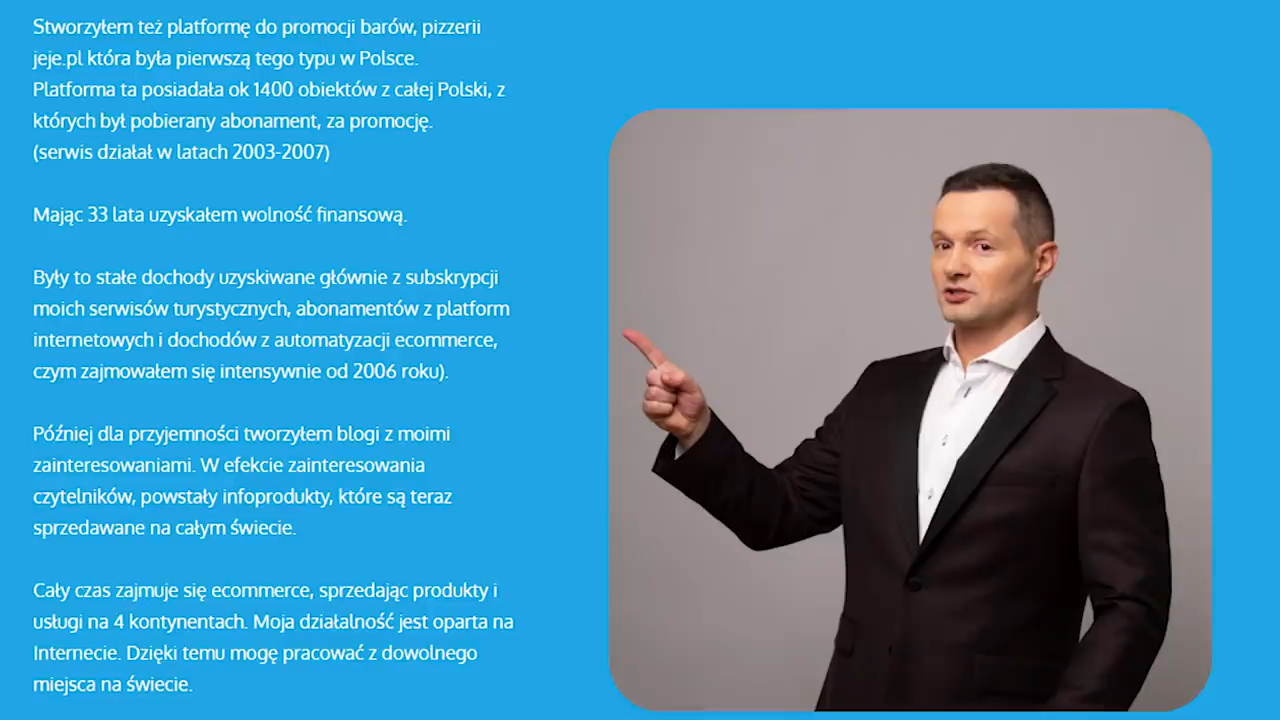 Stworzyłem też platformę do promocji barów, pizzerii
jeje.pl która była pierwszą tego typu w Polsce.
Platforma ta posiadała ok 1400 obiektów z całej Polski, z
których był pobierany abonament, za promocję.
(serwis działał w latach 2003-2007)
Mając 33 lata uzyskałem wolność finansową.
Były to stałe dochody uzyskiwane głównie z subskrypcji
moich serwisów turystycznych, abonamentów z platform
internetowych i dochodów z automatyzacji ecommerce,
czym zajmowałem się intensywnie od 2006 roku).
Później dla przyjemności tworzyłem blogi z moimi
zainteresowaniami. W efekcie zainteresowania
czytelników, powstały infoprodukty, które są teraz
sprzedawane na całym świecie.
Cały czas zajmuje się ecommerce, sprzedając produkty i
usługi na 4 kontynentach. Moja działalność jest oparta na
Internecie. Dzięki temu mogę pracować z dowolnego
miejsca na świecie.